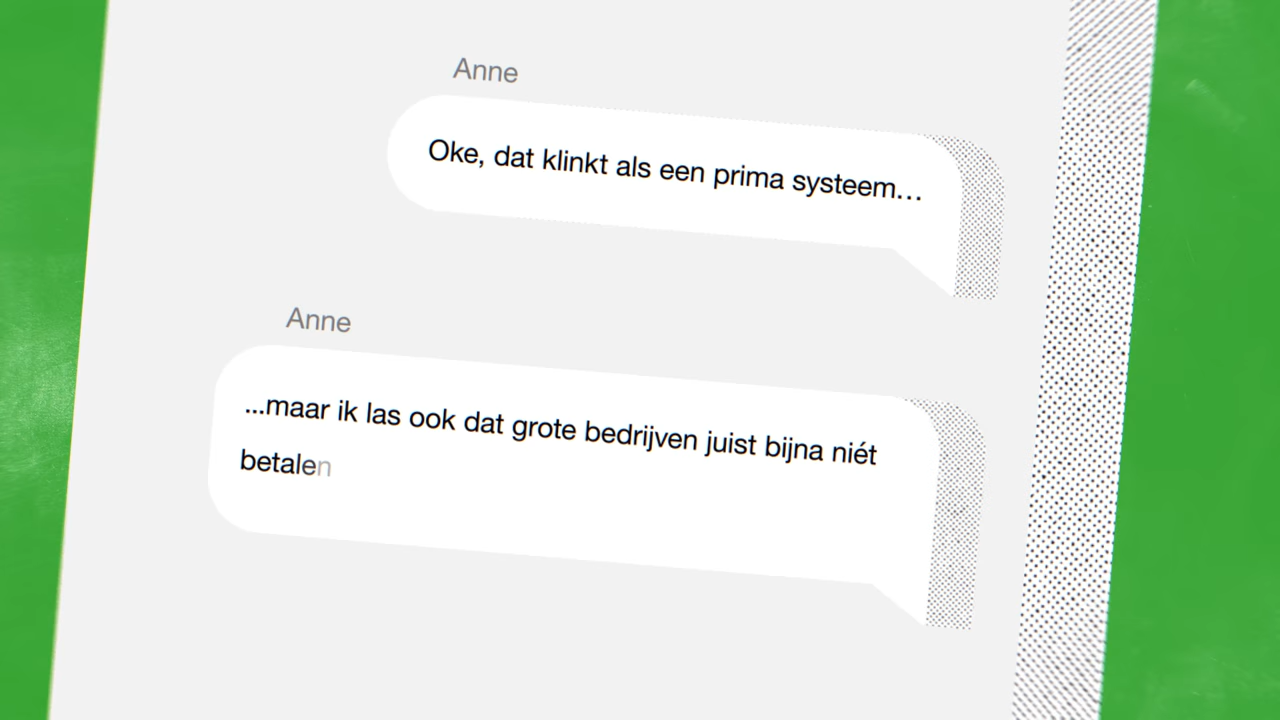 Anne
Oke, dat klinkt als een prima systeem...
Anne
...maar ik las ook dat grote bedrijven juist bijna niét
betalen